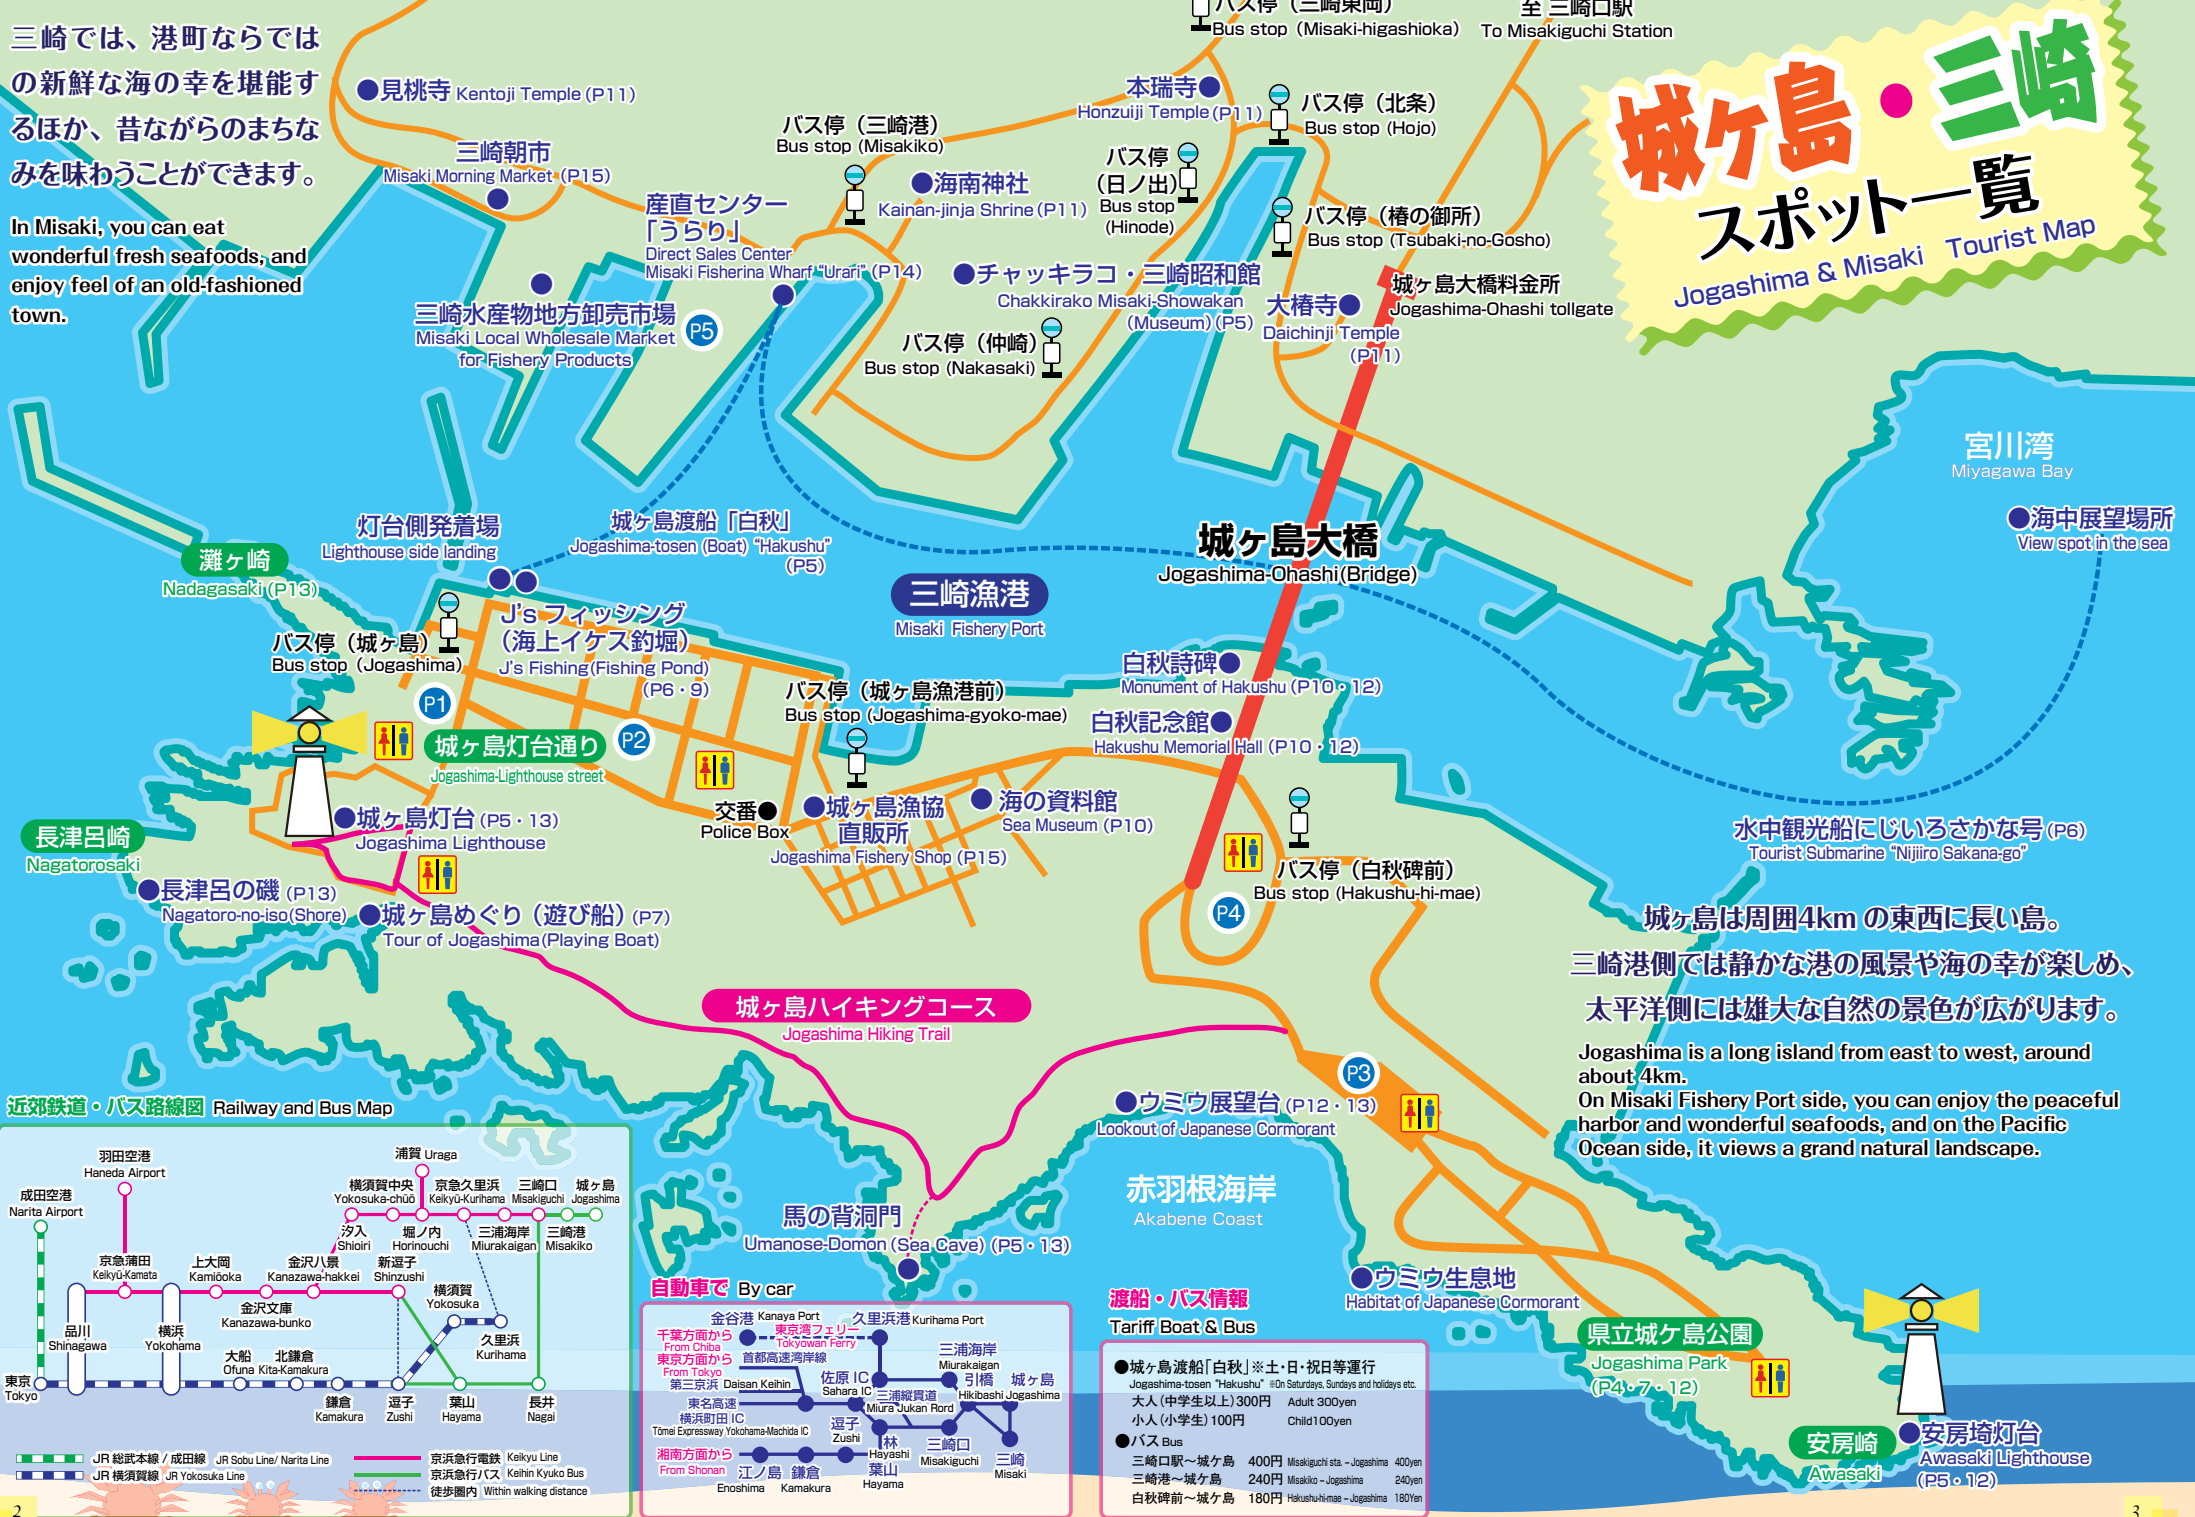 三崎では、港町ならでは
の新鮮な海の幸を堪能す
るほか、昔ながらのまちな
みを味わうことができます。
In Misaki, you can eat
wonderful fresh seafoods, and
enjoy feel of an old-fashioned
town.
バス停（三崎東岡）
Bus stop (Misaki-higashioka)
至 三崎口駅
To Misakiguchi Station
城ヶ島・三崎
スポット一覧
Jogashima & Misaki Tourist Map
見桃寺 Kentoji Temple (P11)
本瑞寺
Honzuiji Temple (P11)
バス停（北条）
Bus stop (Hojo)
バス停（三崎港）
Bus stop (Misakiko)
三崎朝市
Misaki Morning Market (P15)
バス停
（日ノ出）
Bus stop
(Hinode)
海南神社
Kainan-jinja Shrine (P11)
産直センター
「うらり」
Direct Sales Center
Misaki Fisherina Wharf "Urari" (P14)
バス停（椿の御所）
Bus stop (Tsubaki-no-Gosho)
チャッキラコ・三崎昭和館
Chakkirako Misaki-Showakan
(Museum) (P5)
城ヶ島大橋料金所
Jogashima-Ohashi tollgate
大椿寺
Daichinji Temple
(P11)
三崎水産物地方卸売市場
Misaki Local Wholesale Market
for Fishery Products
P5
バス停（仲崎）
Bus stop (Nakasaki)
宮川湾
Miyagawa Bay
海中展望場所
View spot in the sea
灯台側発着場
Lighthouse side landing
城ヶ島渡船「白秋」
Jogashima-tosen (Boat) "Hakushu"
(P5)
城ヶ島大橋
Jogashima-Ohashi(Bridge)
灘ヶ崎
Nadagasaki (P13)
三崎漁港
Misaki Fishery Port
J's フィッシング
（海上イケス釣堀）
J's Fishing(Fishing Pond)
(P6・9)
バス停（城ヶ島）
Bus stop (Jogashima)
白秋詩碑
Monument of Hakushu (P10・12)
バス停（城ヶ島漁港前）
Bus stop (Jogashima-gyoko-mae)
白秋記念館
Hakushu Memorial Hall (P10・12)
P1
城ヶ島灯台通り
Jogashima-Lighthouse street
P2
城ヶ島灯台 (P5・13)
Jogashima Lighthouse
交番
Police Box
城ヶ島漁協
直販所
Jogashima Fishery Shop (P15)
海の資料館
Sea Museum (P10)
長津呂崎
Nagatorosaki
水中観光船にじいろさかな号 (P6)
Tourist Submarine "Nijiiro Sakana-go"
バス停（白秋碑前）
Bus stop (Hakushu-hi-mae)
P4
長津呂の磯 (P13)
Nagatoro-no-iso(Shore)
城ヶ島めぐり（遊び船）(P7)
Tour of Jogashima(Playing Boat)
城ヶ島は周囲4km の東西に長い島。
三崎港側では静かな港の風景や海の幸が楽しめ、
太平洋側には雄大な自然の景色が広がります。
Jogashima is a long island from east to west, around
about 4km.
On Misaki Fishery Port side, you can enjoy the peaceful
harbor and wonderful seafoods, and on the Pacific
Ocean side, it views a grand natural landscape.
城ヶ島ハイキングコース
Jogashima Hiking Trail
P3
ウミウ展望台 (P12・13)
Lookout of Japanese Cormorant
赤羽根海岸
Akabene Coast
馬の背洞門
Umanose-Domon (Sea Cave) (P5・13)
ウミウ生息地
Habitat of Japanese Cormorant
県立城ケ島公園
Jogashima Park
(P4・7・12)
安房崎
Awasaki
安房埼灯台
Awasaki Lighthouse
(P5・12)
近郊鉄道・バス路線図 Railway and Bus Map
羽田空港
Haneda Airport
成田空港
Narita Airport
浦賀 Uraga
横須賀中央
Yokosuka-chūō
京急久里浜
Keikyū-Kurihama
三崎口
Misakiguchi
城ヶ島
Jogashima
汐入
Shioiri
堀ノ内
Horinouchi
三浦海岸
Miurakaigan
三崎港
Misakiko
京急蒲田
Keikyū-Kamata
上大岡
Kamiōoka
金沢八景
Kanazawa-hakkei
新逗子
Shinzushi
金沢文庫
Kanazawa-bunko
横須賀
Yokosuka
久里浜
Kurihama
品川
Shinagawa
横浜
Yokohama
大船
Ofuna
北鎌倉
Kita-Kamakura
東京
Tokyo
鎌倉
Kamakura
逗子
Zushi
葉山
Hayama
長井
Nagai
JR 総武本線 / 成田線 JR Sobu Line/ Narita Line
JR 横須賀線 JR Yokosuka Line
京浜急行電鉄 Keikyu Line
京浜急行バス Keihin Kyuko Bus
徒歩圏内 Within walking distance
自動車で By car
金谷港 Kanaya Port
久里浜港 Kurihama Port
千葉方面から
From Chiba
東京湾フェリー
Tokyowan Ferry
東京方面から
From Tokyo
首都高速湾岸線
第三京浜 Daisan Keihin
東名高速
横浜町田 IC
Tōmei Expressway Yokohama-Machida IC
佐原 IC
Sahara IC
三浦海岸
Miurakaigan
引橋
Hikibashi
城ヶ島
Jogashima
三浦縦貫道
Miura Jukan Rord
逗子
Zushi
林
Hayashi
三崎口
Misakiguchi
三崎
Misaki
湘南方面から
From Shonan
江ノ島
Enoshima
鎌倉
Kamakura
葉山
Hayama
渡船・バス情報
Tariff Boat & Bus
●城ヶ島渡船「白秋」※土・日・祝日等運行
Jogashima-tosen "Hakushu" ※On Saturdays, Sundays and holidays etc.
大人（中学生以上）300円 Adult 300yen
小人（小学生）100円 Child100yen
●バス Bus
三崎口駅〜城ケ島 400円 Misakiguchi sta. – Jogashima 400yen
三崎港〜城ケ島 240円 Misakiko – Jogashima 240yen
白秋碑前〜城ケ島 180円 Hakushu-hi-mae – Jogashima 180Yen
2
3